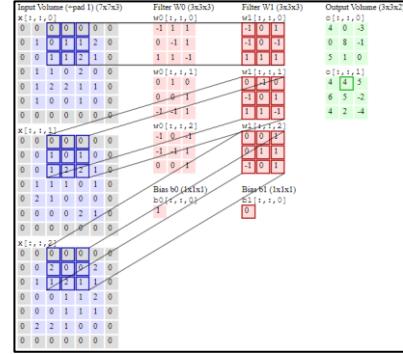 Input Volume (+pad 1) (7x7x3)
x[:,:,0]
0 0 0 0 0 0 0
0 1 0 1 1 2 0
0 0 1 1 2 1 0
0 1 1 0 2 0 0
0 1 2 2 1 1 0
0 1 0 0 1 0 0
0 0 0 0 0 0 0
x[:,:,1]
0 0 0 0 0 0 0
0 0 1 0 1 0 0
0 0 1 2 2 1 0
0 1 1 1 0 1 0
0 2 1 0 0 0 0
0 0 0 0 2 1 0
0 0 0 0 0 0 0
x[:,:,2]
0 0 0 0 0 0 0
0 0 2 0 0 2 0
0 1 1 2 1 1 0
0 0 0 1 1 2 0
0 0 0 1 1 1 0
0 2 2 1 0 0 0
0 0 0 0 0 0 0
Filter W0 (3x3x3)
w0[:,:,0]
-1 1 1
0 -1 1
1 1 -1
w0[:,:,1]
0 1 0
0 0 1
-1 -1 1
w0[:,:,2]
-1 0 -1
-1 -1 1
0 0 1
Bias b0 (1x1x1)
b0[:,:,0]
1
Filter W1 (3x3x3)
w1[:,:,0]
-1 0 1
-1 0 -1
1 1 1
w1[:,:,1]
0 -1 0
-1 0 1
1 1 -1
w1[:,:,2]
0 0 1
0 1 1
-1 0 1
Bias b1 (1x1x1)
b1[:,:,0]
0
Output Volume (3x3x2)
o[:,:,0]
4 0 -3
0 8 -1
5 1 0
o[:,:,1]
4 4 5
6 5 -2
4 2 -4